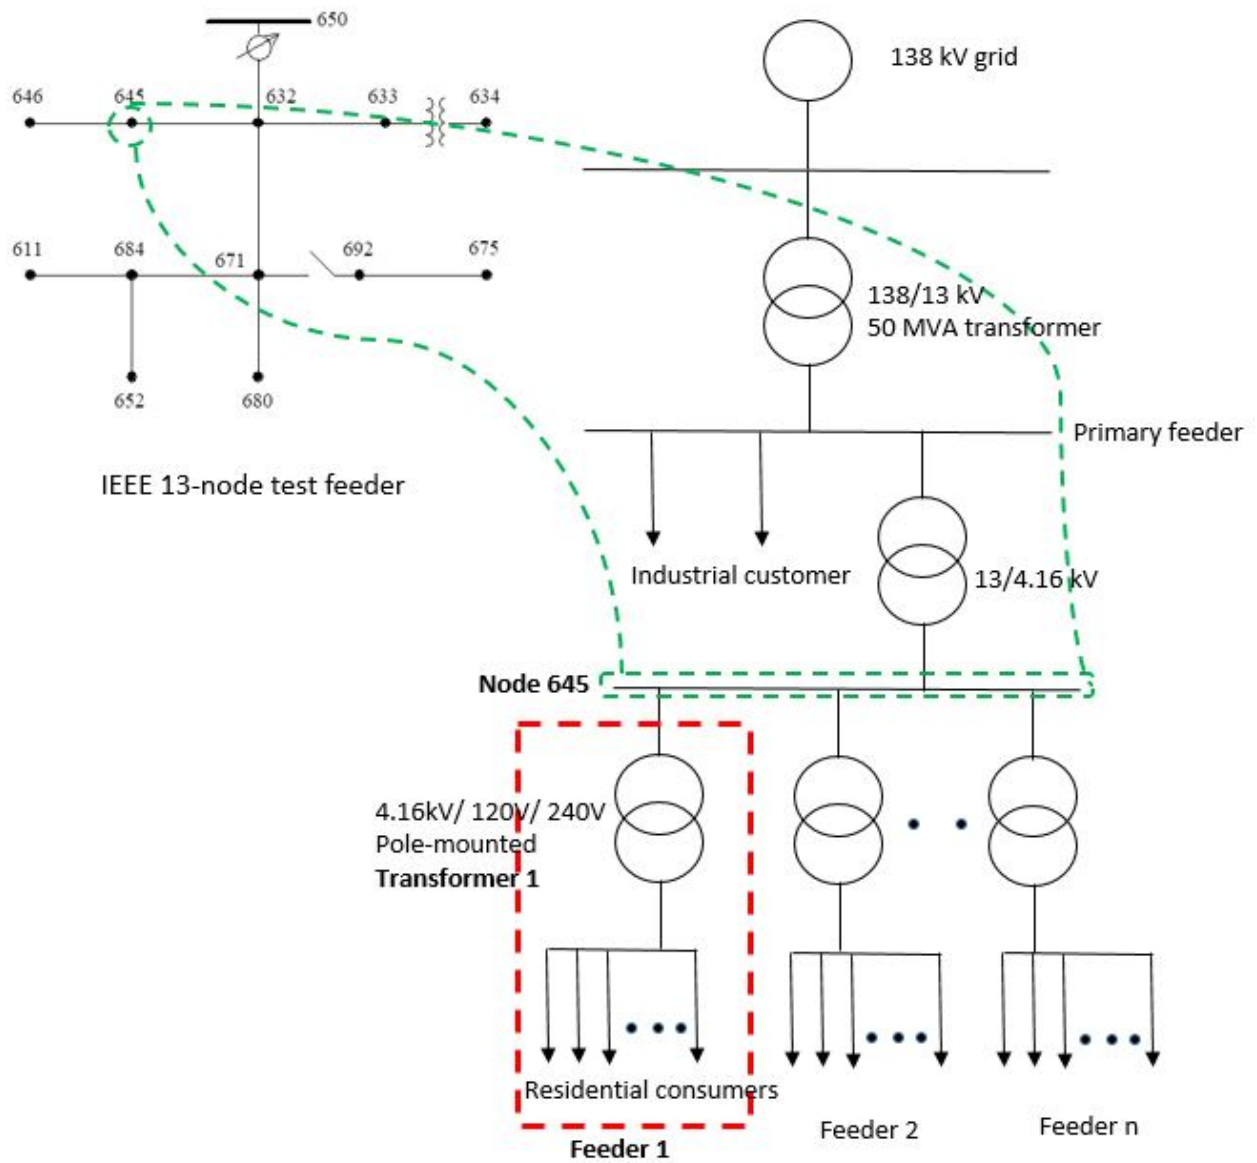 650
646
645
632
633
634
611
684
671
692
675
652
680
IEEE 13-node test feeder
138 kV grid
138/13 kV
50 MVA transformer
Primary feeder
Industrial customer
13/4.16 kV
Node 645
4.16kV/ 120V/ 240V
Pole-mounted
Transformer 1
Residential consumers
Feeder 1
Feeder 2
Feeder n